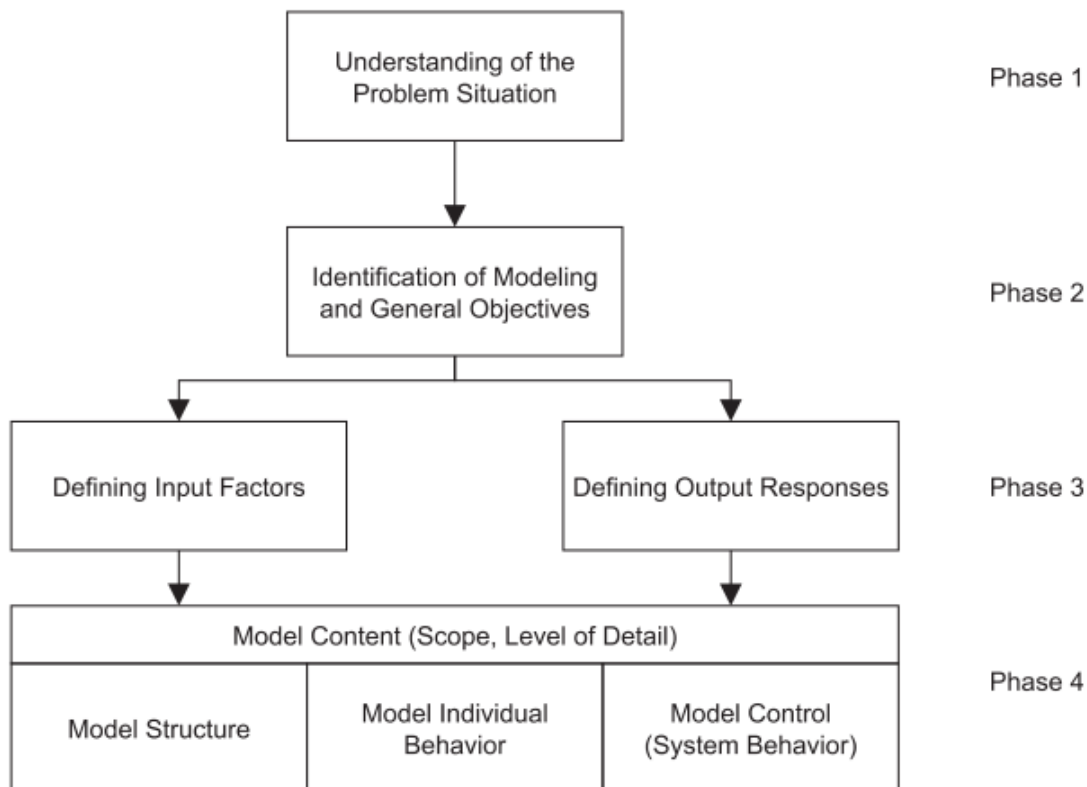 Understanding of the
Problem Situation
Phase 1
Identification of Modeling
and General Objectives
Phase 2
Defining Input Factors
Defining Output Responses
Phase 3
Model Content (Scope, Level of Detail)
Phase 4
Model Structure
Model Individual
Behavior
Model Control
(System Behavior)